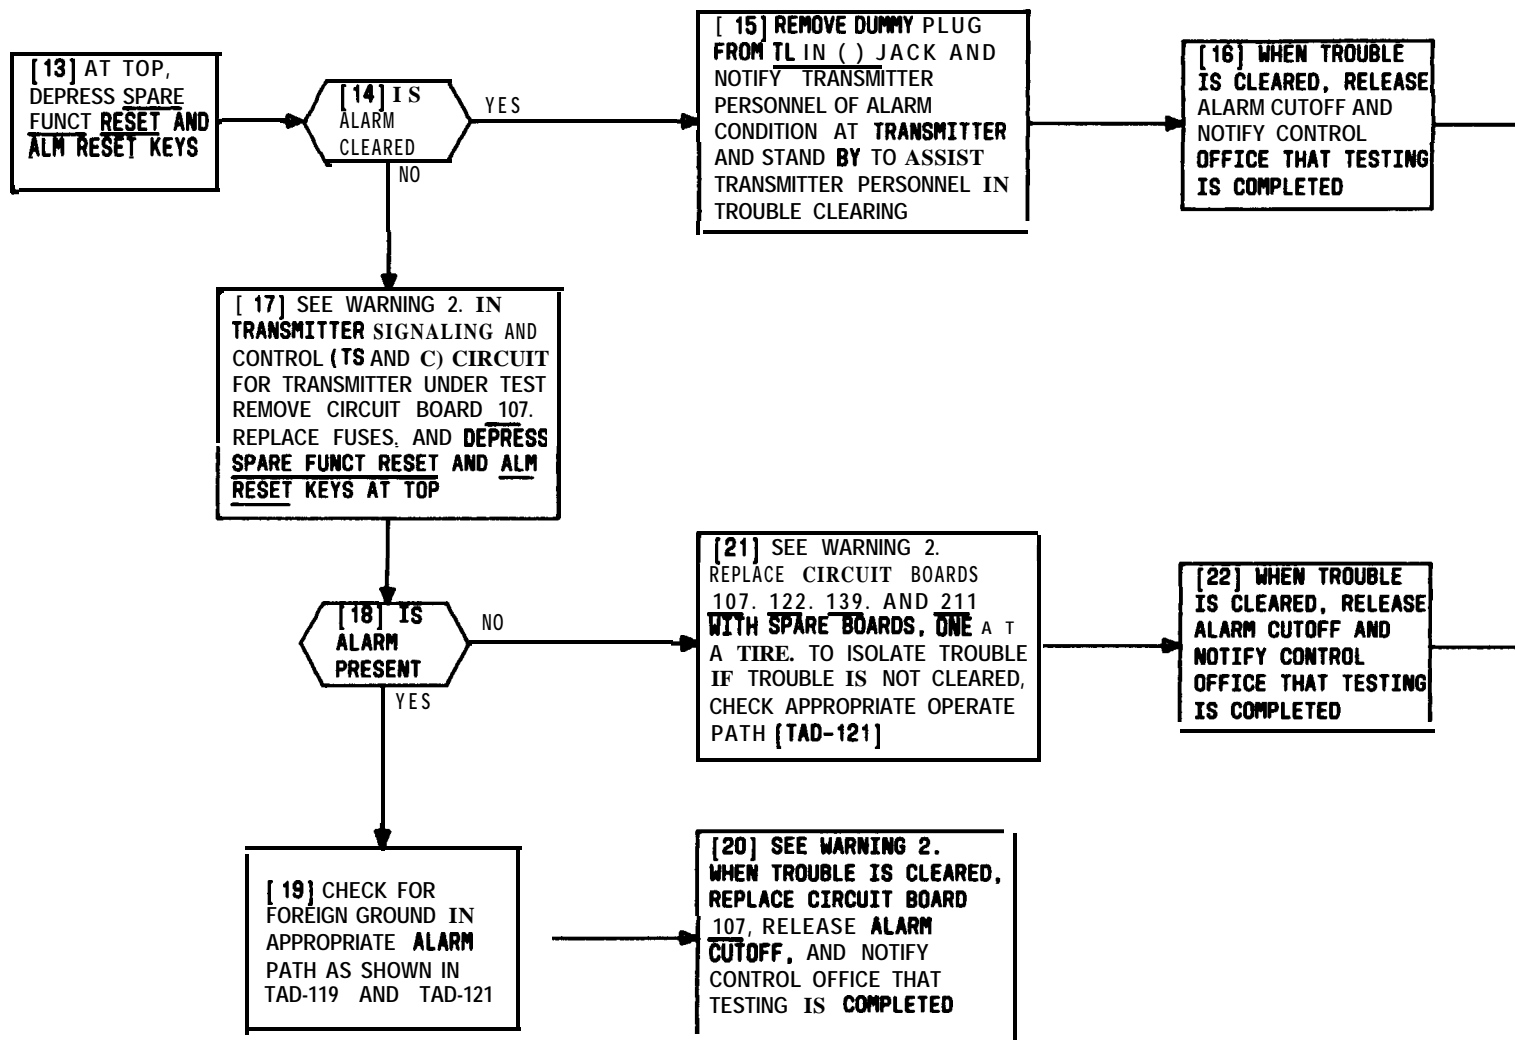 [13] AT TOP,
DEPRESS SPARE
FUNCT RESET AND
ALM RESET KEYS
[14] IS
ALARM
CLEARED
YES
NO
[ 15] REMOVE DUMMY PLUG
FROM TL IN ( ) JACK AND
NOTIFY TRANSMITTER
PERSONNEL OF ALARM
CONDITION AT TRANSMITTER
AND STAND BY TO ASSIST
TRANSMITTER PERSONNEL IN
TROUBLE CLEARING
[16] WHEN TROUBLE
IS CLEARED, RELEASE
ALARM CUTOFF AND
NOTIFY CONTROL
OFFICE THAT TESTING
IS COMPLETED
[ 17] SEE WARNING 2. IN
TRANSMITTER SIGNALING AND
CONTROL (TS AND C) CIRCUIT
FOR TRANSMITTER UNDER TEST
REMOVE CIRCUIT BOARD 107.
REPLACE FUSES. AND DEPRESS
SPARE FUNCT RESET AND ALM
RESET KEYS AT TOP
[18] IS
ALARM
PRESENT
NO
YES
[21] SEE WARNING 2.
REPLACE CIRCUIT BOARDS
107. 122. 139. AND 211
WITH SPARE BOARDS, ONE A T
A TIRE. TO ISOLATE TROUBLE
IF TROUBLE IS NOT CLEARED,
CHECK APPROPRIATE OPERATE
PATH [TAD-121]
[22] WHEN TROUBLE
IS CLEARED, RELEASE
ALARM CUTOFF AND
NOTIFY CONTROL
OFFICE THAT TESTING
IS COMPLETED
[ 19] CHECK FOR
FOREIGN GROUND IN
APPROPRIATE ALARM
PATH AS SHOWN IN
TAD-119 AND TAD-121
[20] SEE WARNING 2.
WHEN TROUBLE IS CLEARED,
REPLACE CIRCUIT BOARD
107, RELEASE ALARM
CUTOFF, AND NOTIFY
CONTROL OFFICE THAT
TESTING IS COMPLETED